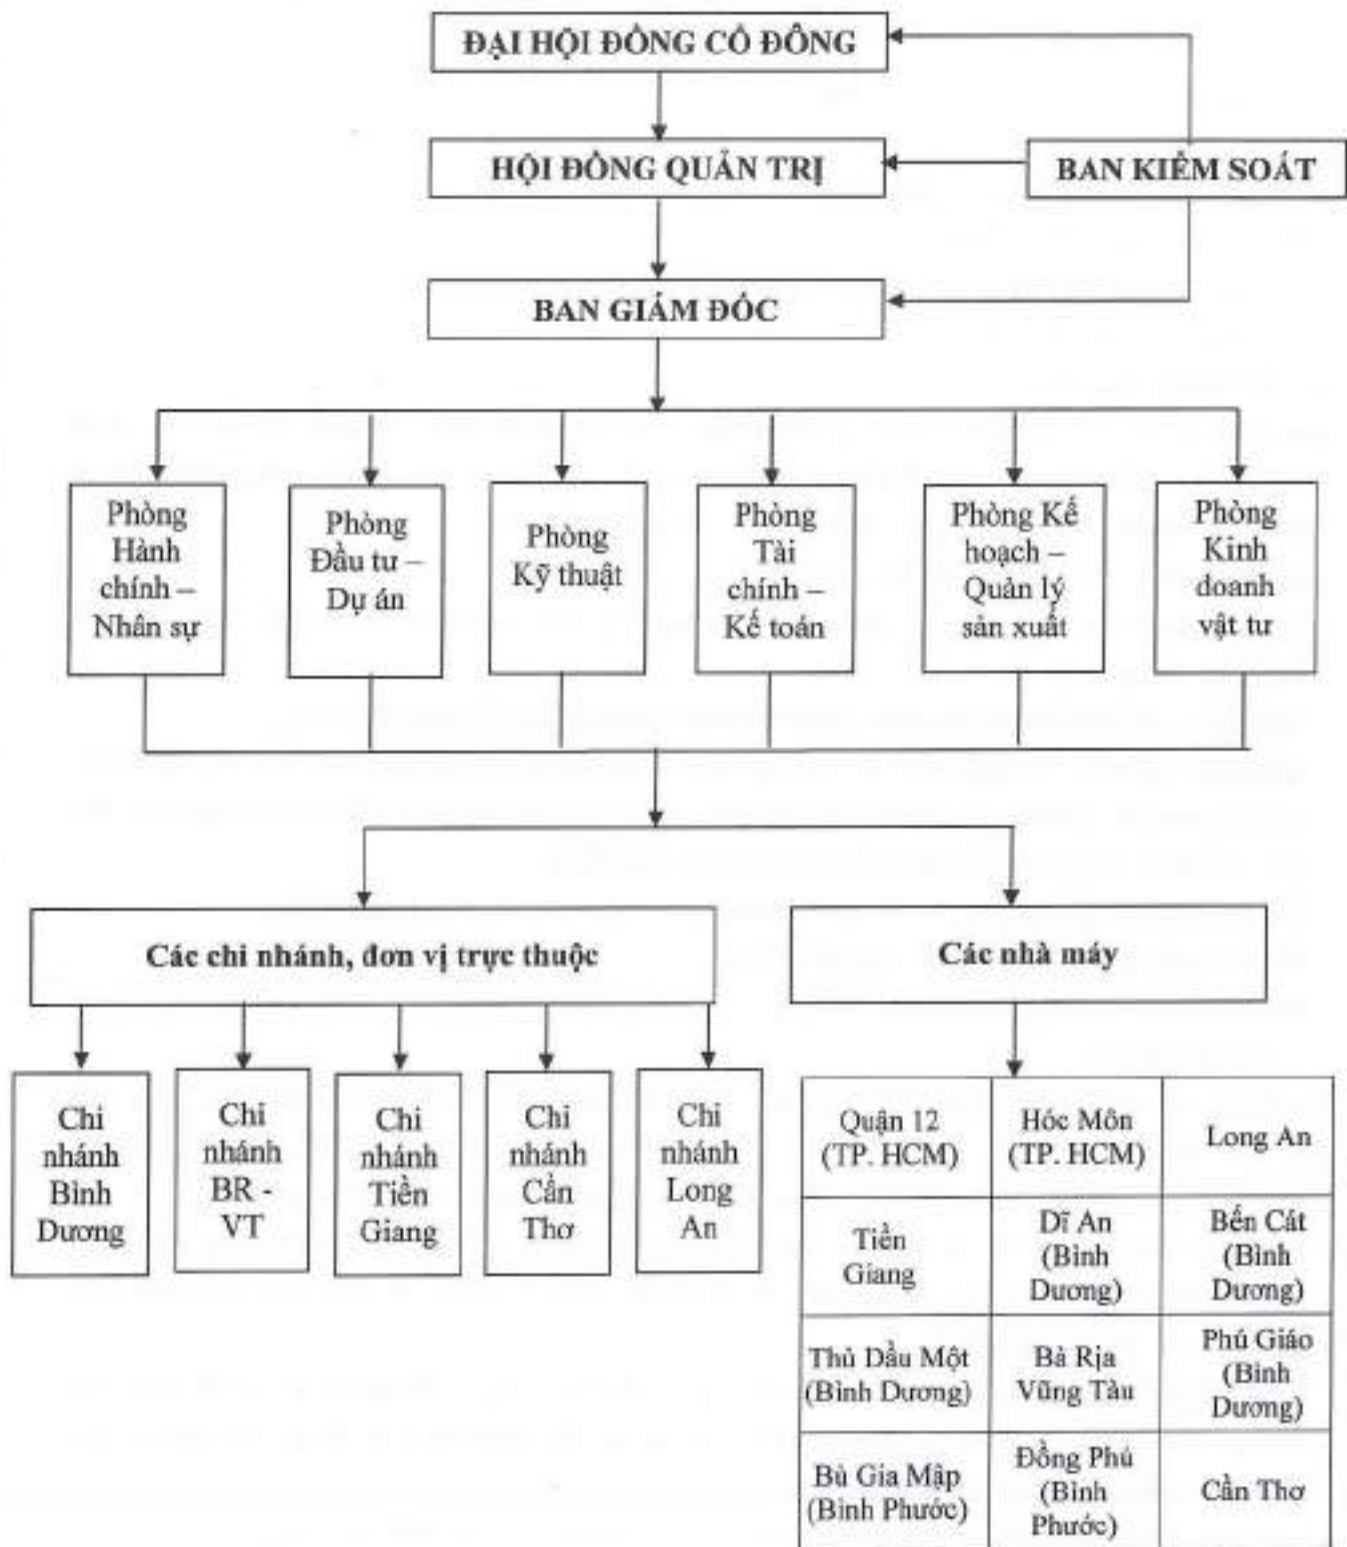 ĐẠI HỘI ĐỒNG CỔ ĐÔNG
HỘI ĐỒNG QUẢN TRỊ
BAN KIỂM SOÁT
BAN GIÁM ĐỐC
Phòng
Hành
chính –
Nhân sự
Phòng
Đầu tư –
Dự án
Phòng
Kỹ thuật
Phòng
Tài
chính –
Kế toán
Phòng Kế
hoạch –
Quản lý
sản xuất
Phòng
Kinh
doanh
vật tư
Các chi nhánh, đơn vị trực thuộc
Các nhà máy
Chi
nhánh
Bình
Dương
Chi
nhánh
BR -
VT
Chi
nhánh
Tiền
Giang
Chi
nhánh
Cần
Thơ
Chi
nhánh
Long
An
Quận 12
(TP. HCM)
Hóc Môn
(TP. HCM)
Long An
Tiền
Giang
Dĩ An
(Bình
Dương)
Bến Cát
(Bình
Dương)
Thủ Dầu Một
(Bình Dương)
Bà Rịa
Vũng Tàu
Phú Giáo
(Bình
Dương)
Bù Gia Mập
(Bình Phước)
Đồng Phú
(Bình
Phước)
Cần Thơ